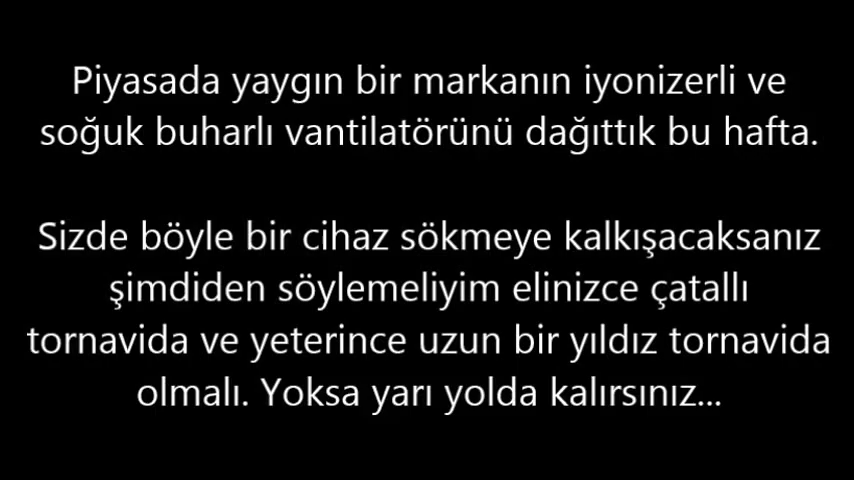 Piyasada yaygın bir markanın iyonizerli ve
soğuk buharlı vantilatörünü dağıttık bu hafta.
Sizde böyle bir cihaz sökmeye kalkışacaksanız
şimdiden söylemeliyim elinizce çatallı
tornavida ve yeterince uzun bir yıldız tornavida
olmalı. Yoksa yarı yolda kalırsınız...